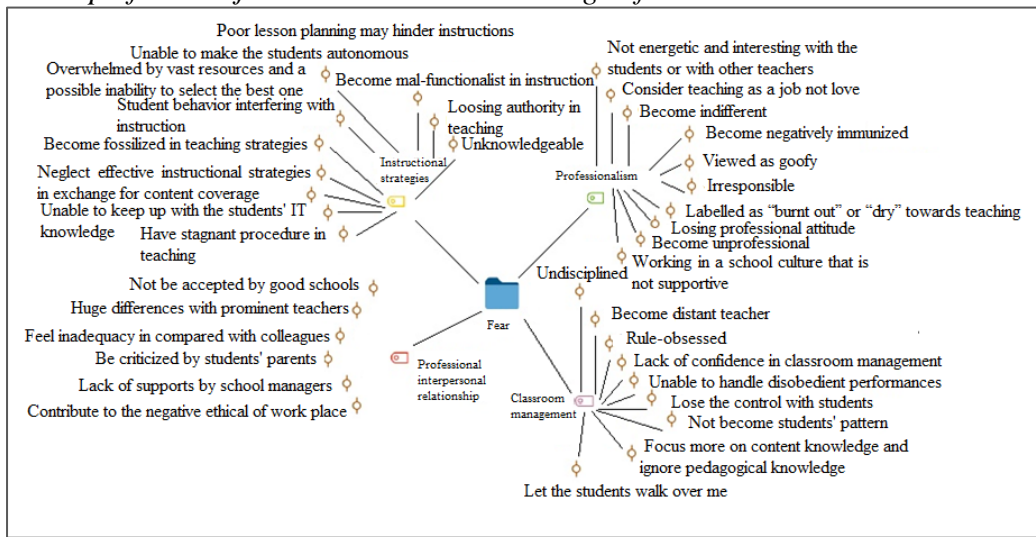 Poor lesson planning may hinder instructions
Unable to make the students autonomous
Overwhelmed by vast resources and a
possible inability to select the best one
Become mal-functionalist in instruction
Student behavior interfering with
instruction
Loosing authority in
teaching
Become fossilized in teaching strategies
Unknowledgeable
Instructional
strategies
Neglect effective instructional strategies
in exchange for content coverage
Unable to keep up with the students' IT
knowledge
Have stagnant procedure in
teaching
Not energetic and interesting with the
students or with other teachers
Consider teaching as a job not love
Become indifferent
Become negatively immunized
Viewed as goofy
Professionalism
Irresponsible
Labelled as “burnt out” or “dry” towards teaching
Losing professional attitude
Become unprofessional
Working in a school culture that is
not supportive
Fear
Not be accepted by good schools
Huge differences with prominent teachers
Feel inadequacy in compared with colleagues
Be criticized by students' parents
Lack of supports by school managers
Contribute to the negative ethical of work place
Professional
interpersonal
relationship
Undisciplined
Become distant teacher
Rule-obsessed
Lack of confidence in classroom management
Unable to handle disobedient performances
Classroom
management
Lose the control with students
Not become students' pattern
Focus more on content knowledge and
ignore pedagogical knowledge
Let the students walk over me